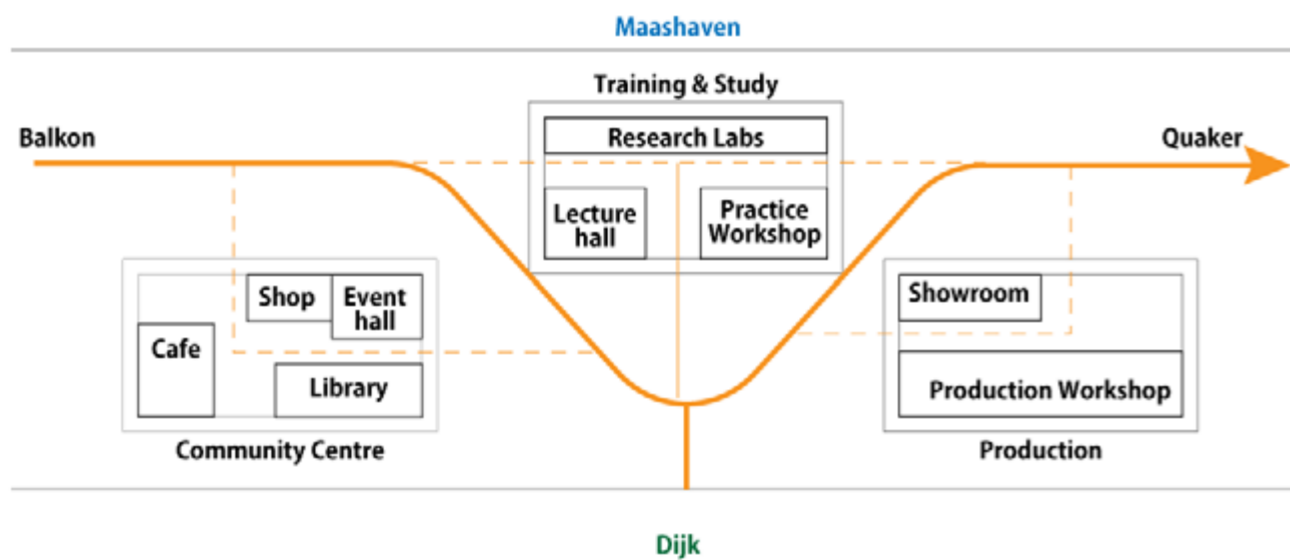 Maashaven
Training & Study
Balkon
Research Labs
Quaker
Lecture
hall
Practice
Workshop
Shop
Event
hall
Showroom
Cafe
Library
Production Workshop
Community Centre
Production
Dijk